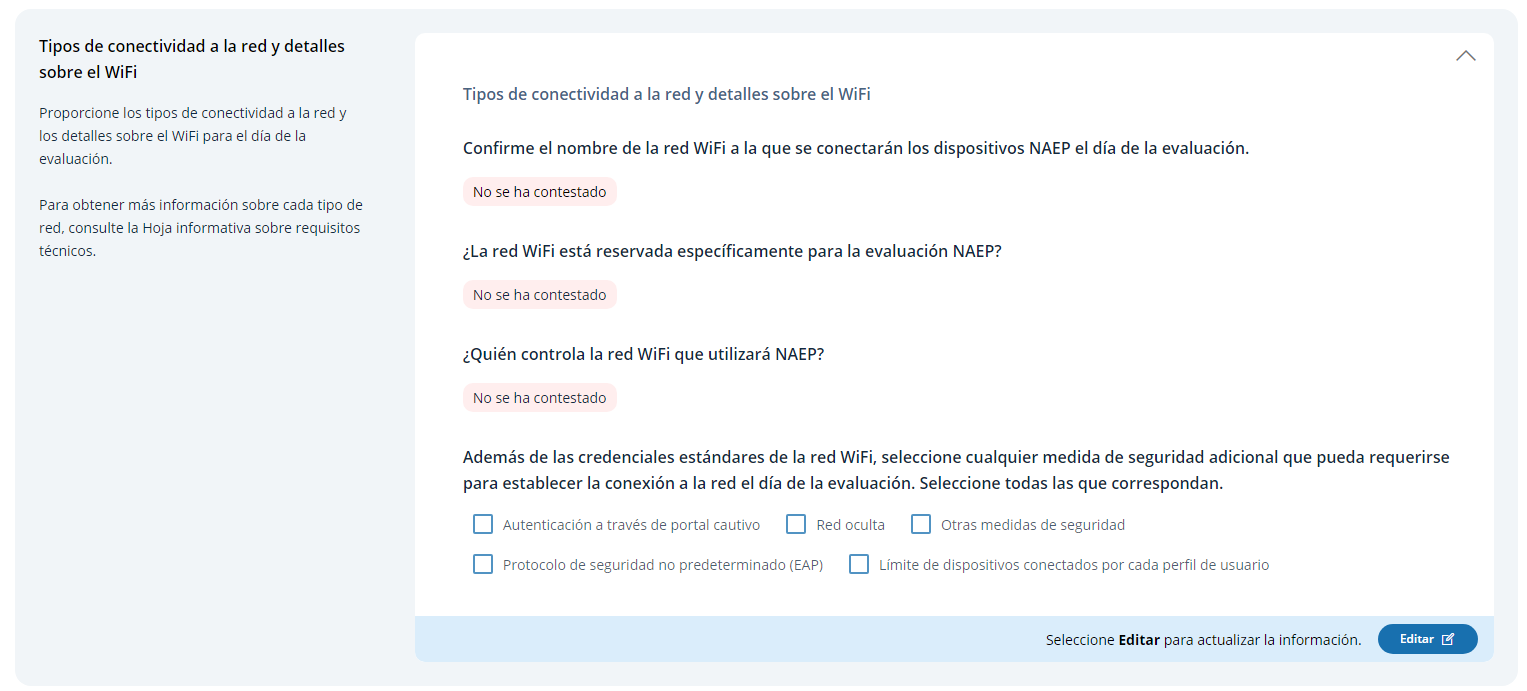 Tipos de conectividad a la red y detalles
sobre el WiFi
Proporcione los tipos de conectividad a la red y
los detalles sobre el WiFi para el día de la
evaluación.
Para obtener más información sobre cada tipo de
red, consulte la Hoja informativa sobre requisitos
técnicos.
Tipos de conectividad a la red y detalles sobre el WiFi
Confirme el nombre de la red WiFi a la que se conectarán los dispositivos NAEP el día de la evaluación.
No se ha contestado
¿La red WiFi está reservada específicamente para la evaluación NAEP?
No se ha contestado
¿Quién controla la red WiFi que utilizará NAEP?
No se ha contestado
Además de las credenciales estándares de la red WiFi, seleccione cualquier medida de seguridad adicional que pueda requerirse
para establecer la conexión a la red el día de la evaluación. Seleccione todas las que correspondan.
Autenticación a través de portal cautivo Red oculta Otras medidas de seguridad
Protocolo de seguridad no predeterminado (EAP) Límite de dispositivos conectados por cada perfil de usuario
Seleccione Editar para actualizar la información. Editar